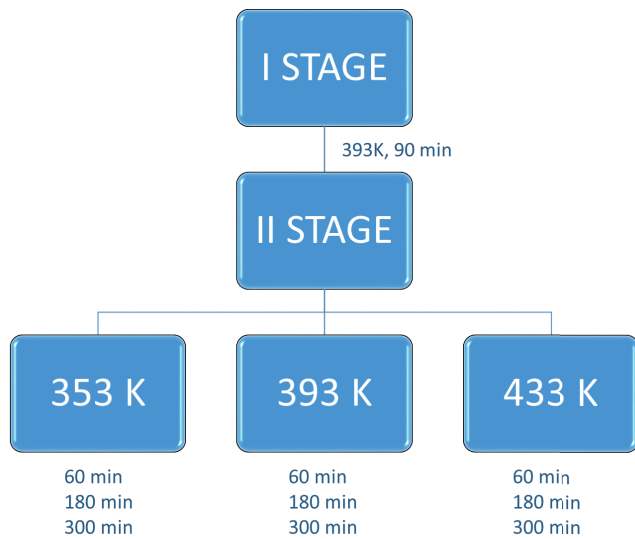 I STAGE
393K, 90 min
II STAGE
353 K
393 K
433 K
60 min
180 min
300 min
60 min
180 min
300 min
60 min
180 min
300 min